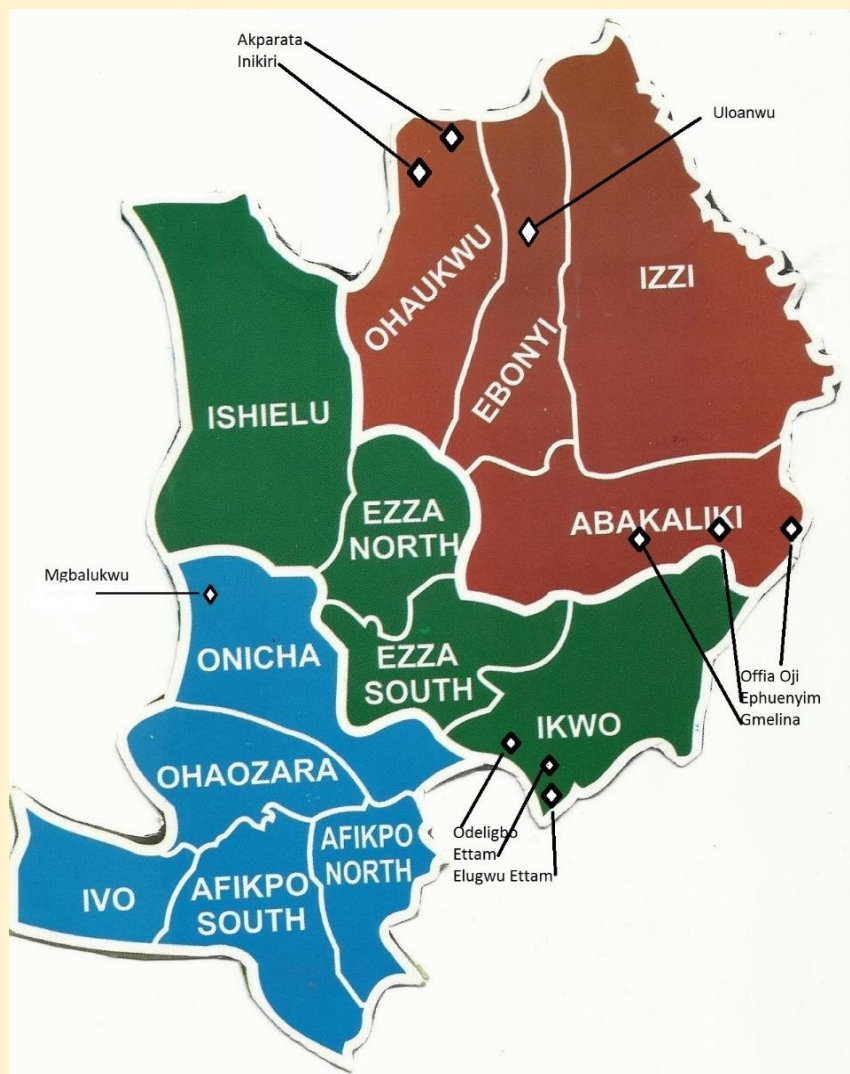 Akparata
Inikiri
Uloanwu
OHAUKWU
EBONYI
IZZI
ISHIELU
EZZA
NORTH
ABAKALIKI
Mgbalukwu
ONICHA
EZZA
SOUTH
IKWO
Offia Oji
Ephuenyim
Gmelina
OHAOZARA
Odeligbo
Ettam
Elugwu Ettam
AFIKPO
NORTH
IVO
AFIKPO
SOUTH